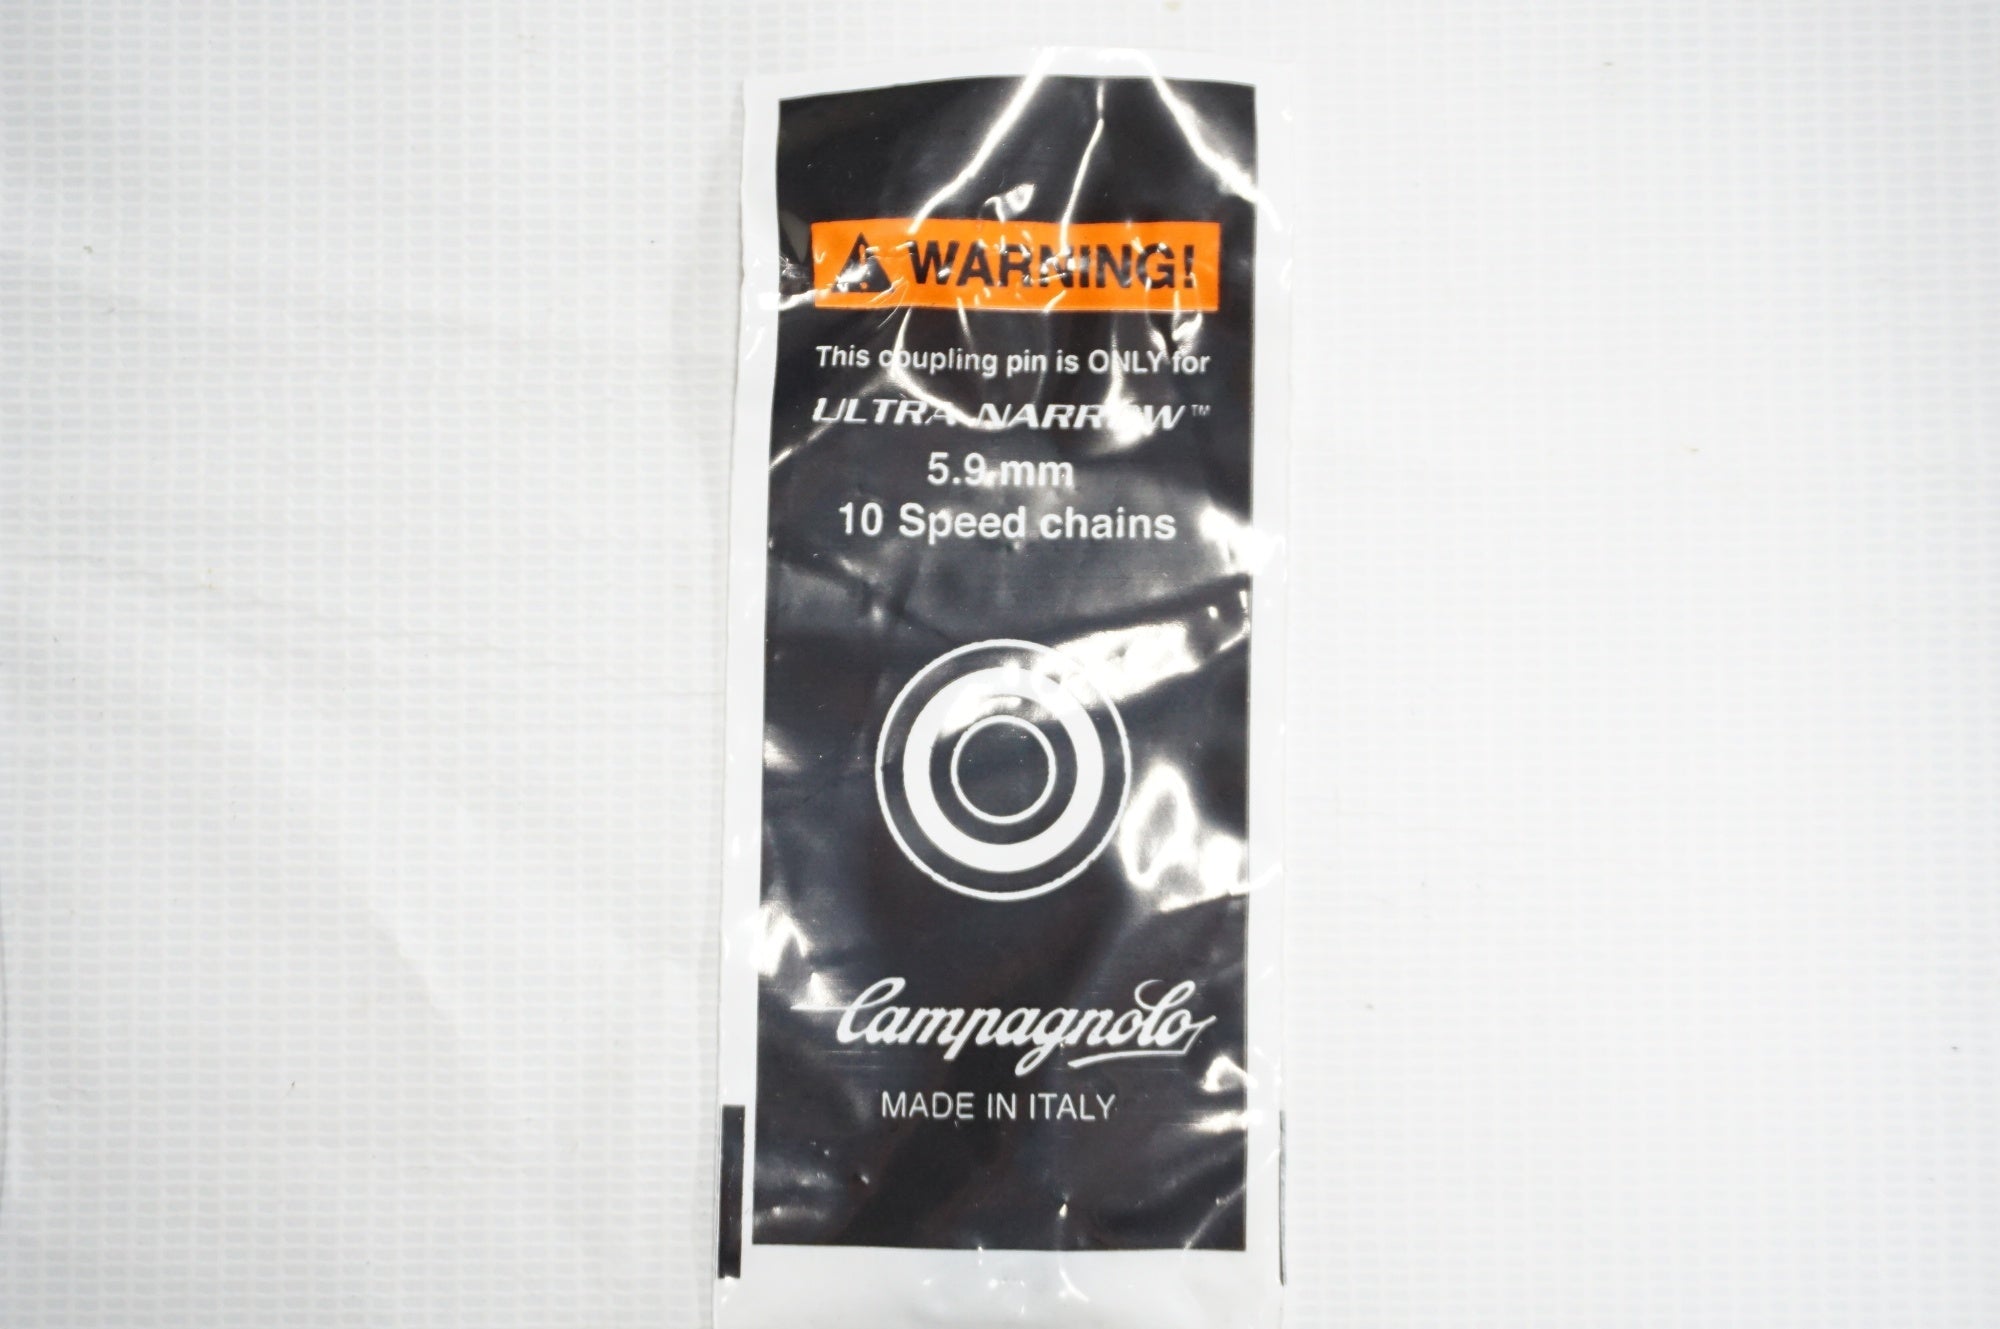 WARNING!
This coupling pin is ONLY for
ULTRA NARROW™
5.9 mm
10 Speed chains
Campagnolo
MADE IN ITALY